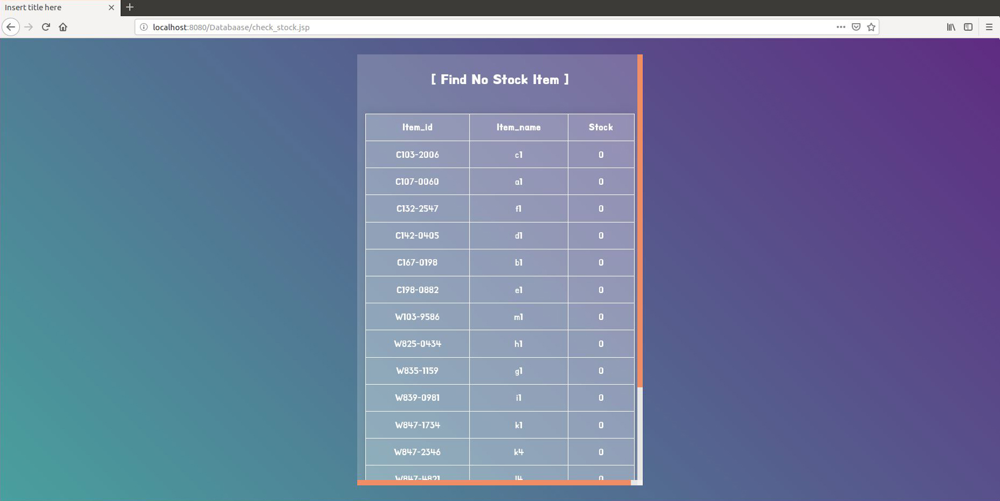 Insert title here
localhost:8080/Databaase/check_stock.jsp
[ Find No Stock Item ]
Item_id Item_name Stock
C103-2006 c1 0
C107-0060 a1 0
C132-2547 f1 0
C142-0405 d1 0
C167-0198 b1 0
C198-0882 e1 0
W103-9586 m1 0
W825-0434 h1 0
W835-1159 g1 0
W839-0981 i1 0
W847-1734 k1 0
W847-2346 k4 0
W847-4821 l4 0